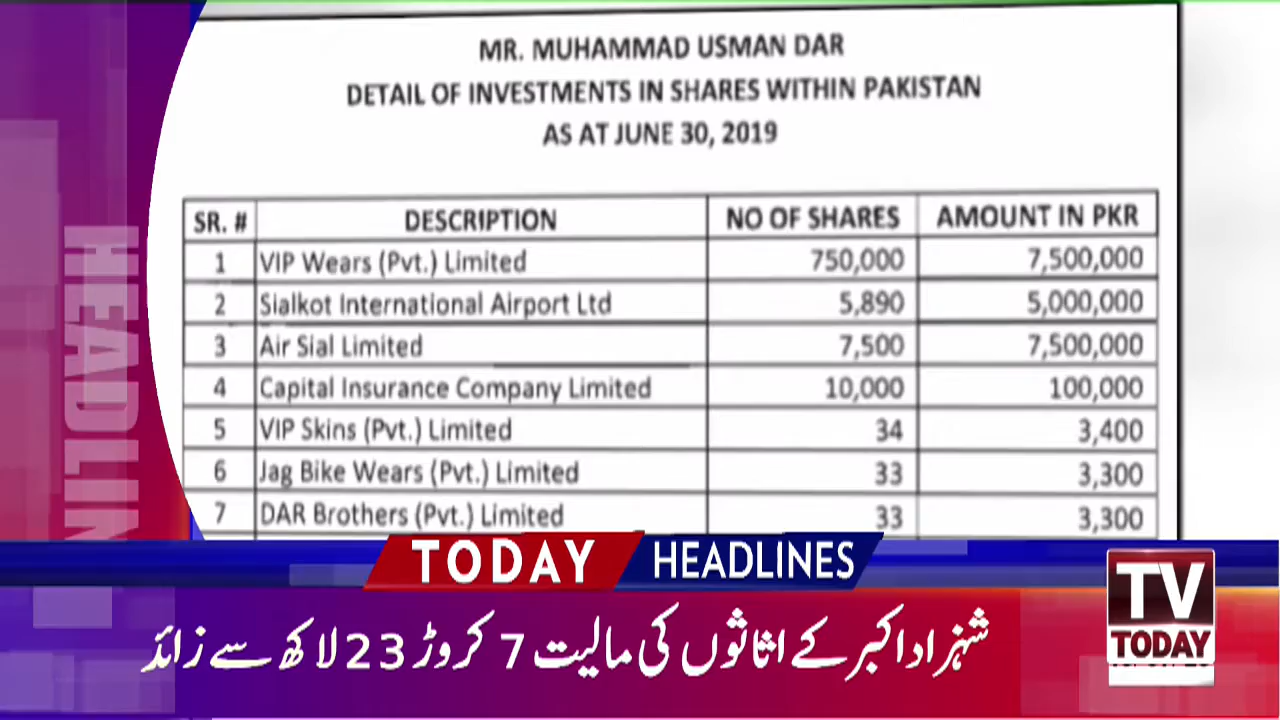 MR. MUHAMMAD USMAN DAR
DETAIL OF INVESTMENTS IN SHARES WITHIN PAKISTAN
AS AT JUNE 30, 2019
SR. # DESCRIPTION NO OF SHARES AMOUNT IN PKR
1 VIP Wears (Pvt.) Limited 750,000 7,500,000
2 Sialkot International Airport Ltd 5,890 5,000,000
3 Air Sial Limited 7,500 7,500,000
4 Capital Insurance Company Limited 10,000 100,000
5 VIP Skins (Pvt.) Limited 34 3,400
6 Jag Bike Wears (Pvt.) Limited 33 3,300
7 DAR Brothers (Pvt.) Limited 33 3,300
HEADLIN
TODAY HEADLINES
شہزاد اکبر کے اثاثوں کی مالیت 7 کروڑ 23 لاکھ سے زائد
TV
TODAY